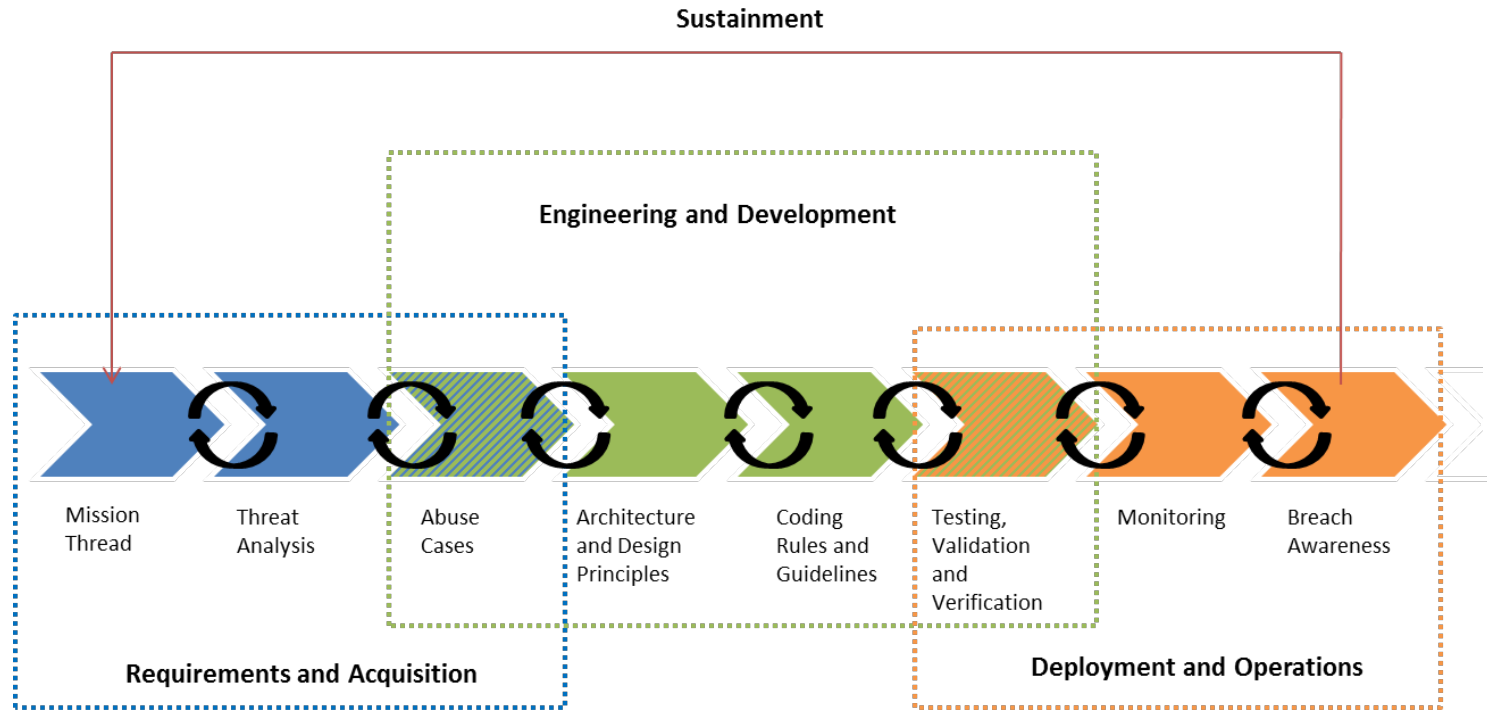 Sustainment
Engineering and Development
Mission
Thread
Threat
Analysis
Abuse
Cases
Architecture
and Design
Principles
Coding
Rules and
Guidelines
Testing,
Validation
and
Verification
Monitoring
Breach
Awareness
Requirements and Acquisition
Deployment and Operations